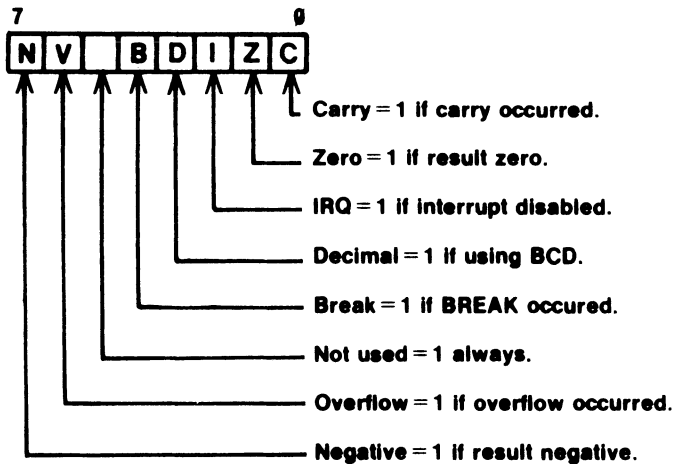 7 0
N V B D I Z C
Carry = 1 if carry occurred.
Zero = 1 if result zero.
IRQ = 1 if interrupt disabled.
Decimal = 1 if using BCD.
Break = 1 if BREAK occured.
Not used = 1 always.
Overflow = 1 if overflow occurred.
Negative = 1 if result negative.